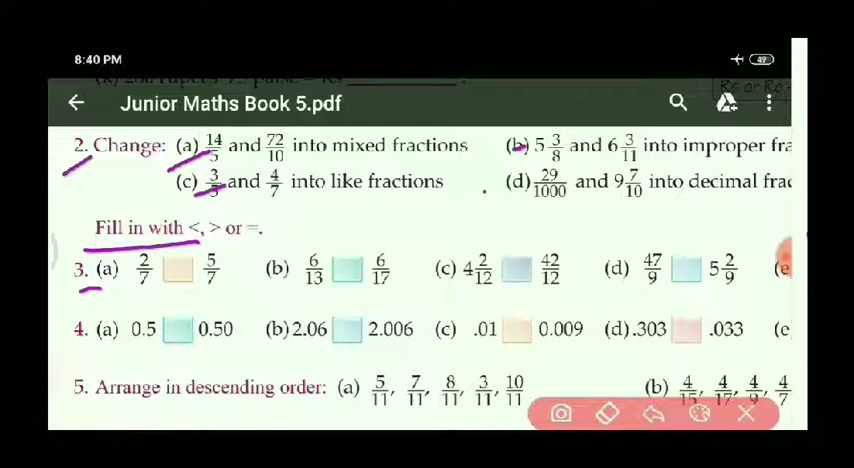 8:40 PM 49
Junior Maths Book 5.pdf
2. Change: (a) 14/5 and 72/10 into mixed fractions (b) 5 3/8 and 6 3/11 into improper fra
(c) 3/5 and 4/7 into like fractions (d) 29/1000 and 9 7/10 into decimal frac
Fill in with <, > or =.
3. (a) 2/7 5/7 (b) 6/13 6/17 (c) 4 2/12 42/12 (d) 47/9 5 2/9 (e
4. (a) 0.5 0.50 (b) 2.06 2.006 (c) .01 0.009 (d) .303 .033 (e
5. Arrange in descending order: (a) 5/11, 7/11, 8/11, 3/11, 10/11 (b) 4/15, 4/17, 4/9, 4/7